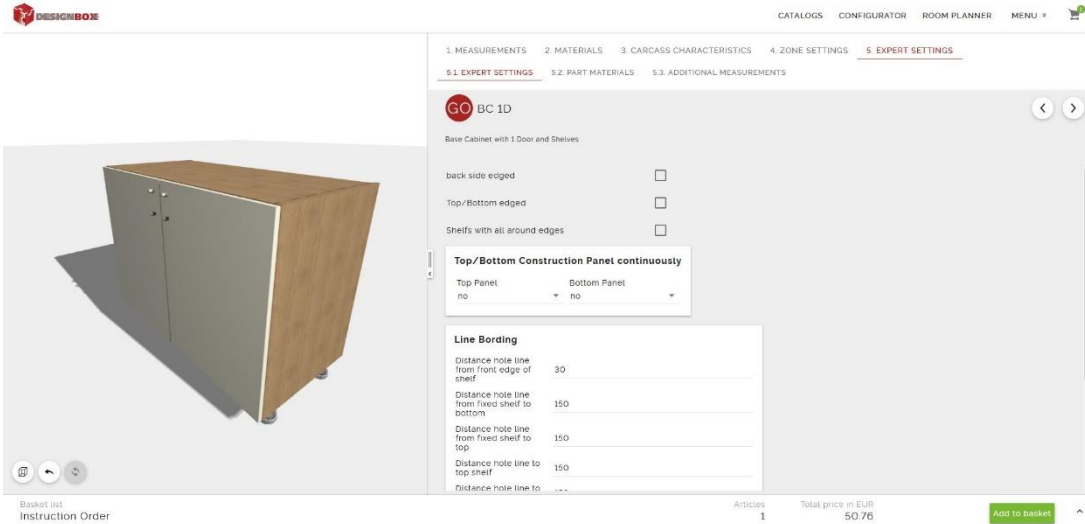 DESIGNBOX
CATALOGS CONFIGURATOR ROOM PLANNER MENU
1. MEASUREMENTS 2. MATERIALS 3. CARCASS CHARACTERISTICS 4. ZONE SETTINGS 5. EXPERT SETTINGS
5.1. EXPERT SETTINGS 5.2. PART MATERIALS 5.3. ADDITIONAL MEASUREMENTS
GO BC 1D
Base Cabinet with 1 Door and Shelves
back side edged
Top/Bottom edged
Shelfs with all around edges
Top/Bottom Construction Panel continuously
Top Panel Bottom Panel
no no
Line Bording
Distance hole line
from front edge of
shelf
30
Distance hole line
from fixed shelf to
bottom
150
Distance hole line
from fixed shelf to
top
150
Distance hole line to
top shelf
150
Distance hole line to
Basket list
Instruction Order
Articles
1
Total price in EUR
50.76
Add to basket